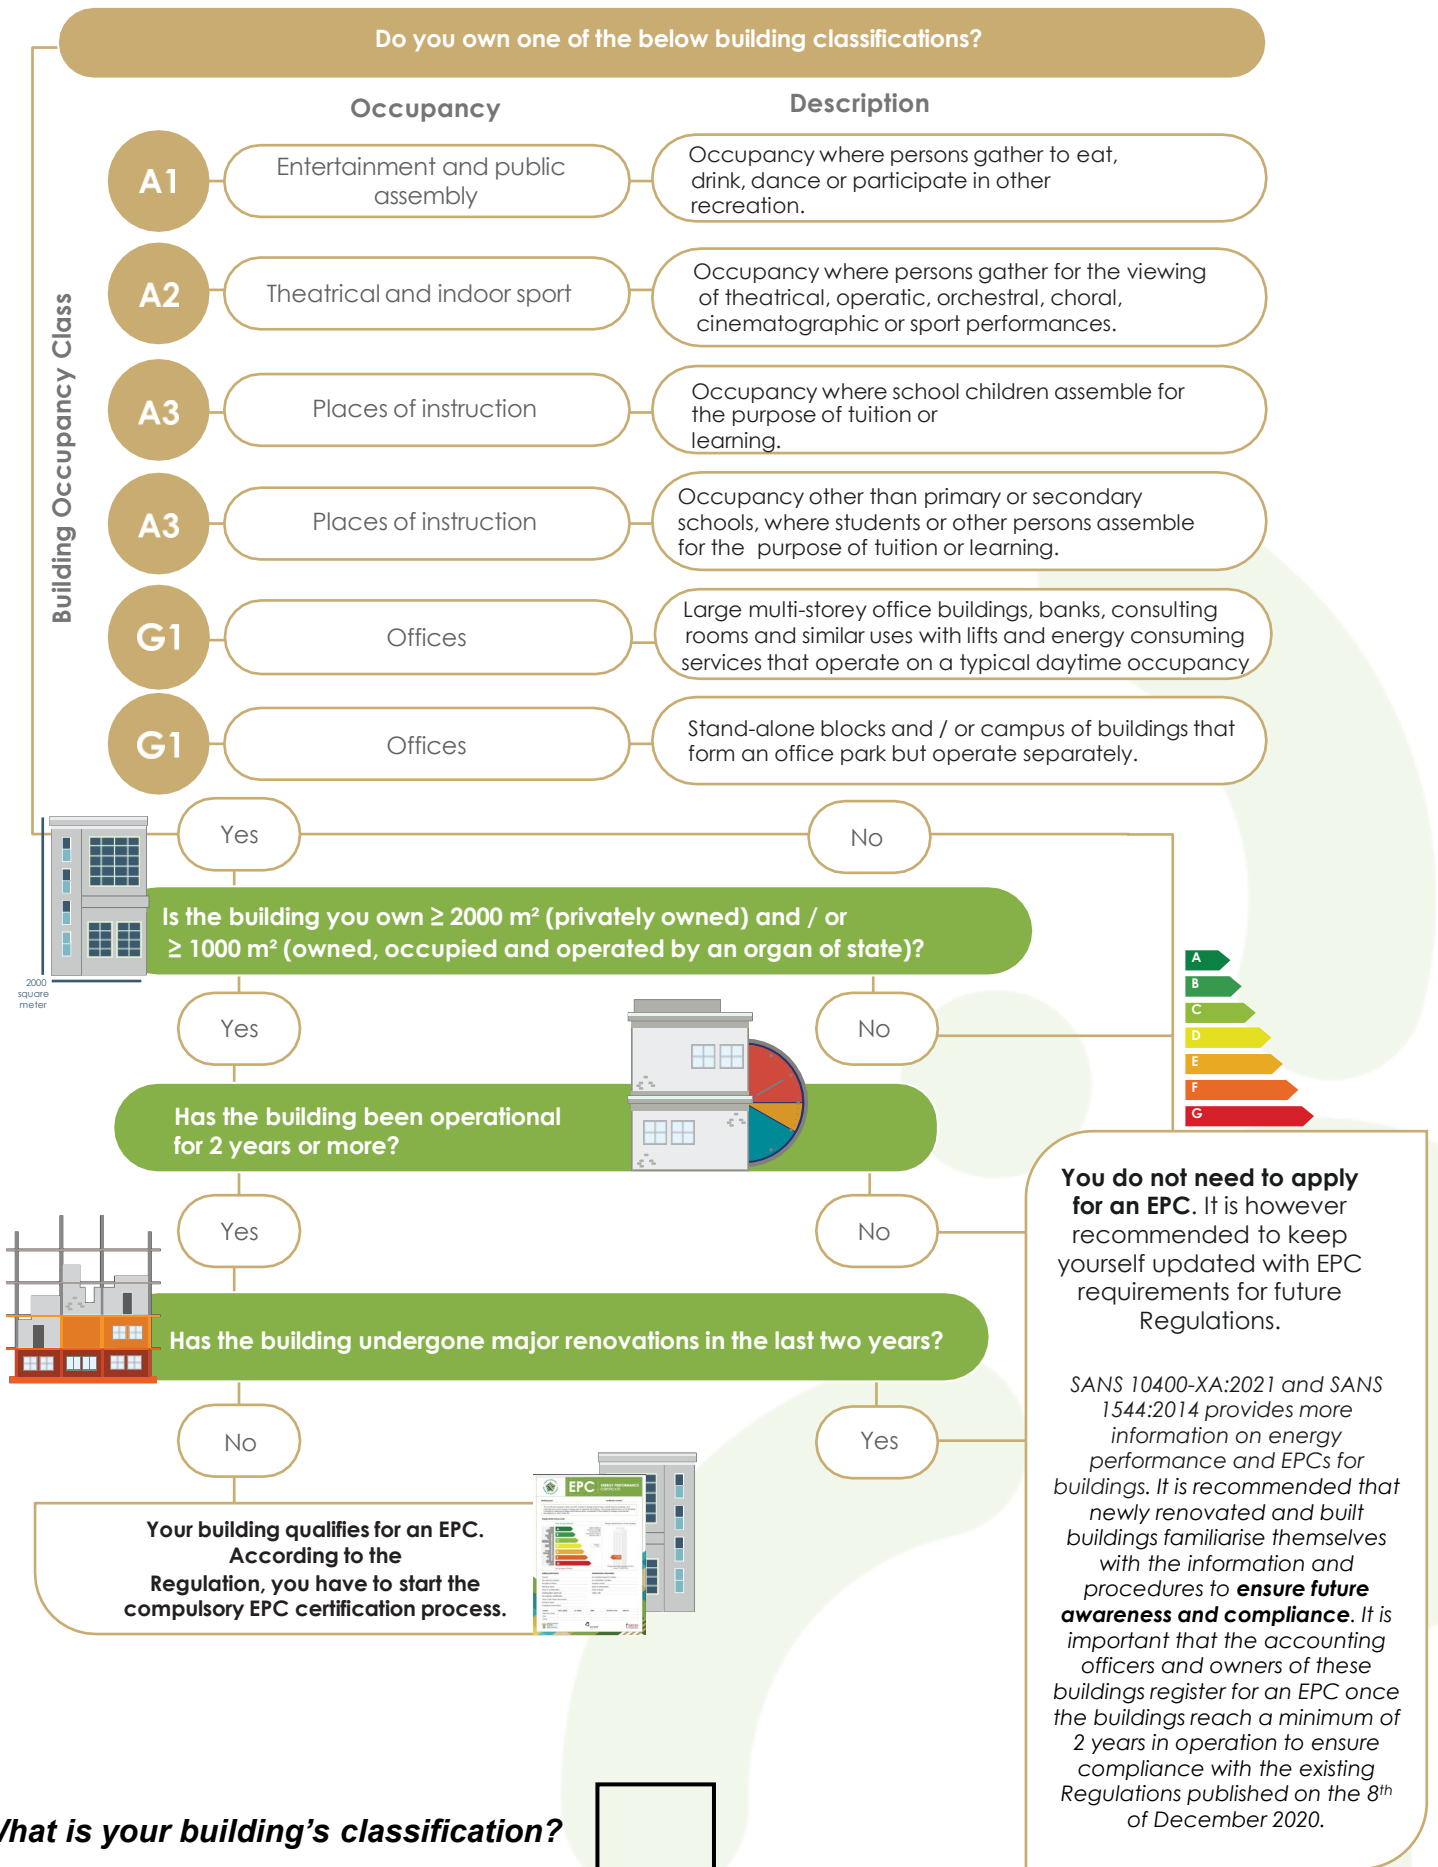 Do you own one of the below building classifications?
Occupancy
Description
Building Occupancy Class
A1
Entertainment and public
assembly
Occupancy where persons gather to eat,
drink, dance or participate in other
recreation.
A2
Theatrical and indoor sport
Occupancy where persons gather for the viewing
of theatrical, operatic, orchestral, choral,
cinematographic or sport performances.
A3
Places of instruction
Occupancy where school children assemble for
the purpose of tuition or
learning.
A3
Places of instruction
Occupancy other than primary or secondary
schools, where students or other persons assemble
for the purpose of tuition or learning.
G1
Offices
Large multi-storey office buildings, banks, consulting
rooms and similar uses with lifts and energy consuming
services that operate on a typical daytime occupancy
G1
Offices
Stand-alone blocks and / or campus of buildings that
form an office park but operate separately.
Yes
No
2000
square
meter
Is the building you own ≥ 2000 m² (privately owned) and / or
≥ 1000 m² (owned, occupied and operated by an organ of state)?
Yes
No
A
B
C
D
E
F
G
Has the building been operational
for 2 years or more?
Yes
No
Has the building undergone major renovations in the last two years?
No
Yes
Your building qualifies for an EPC.
According to the
Regulation, you have to start the
compulsory EPC certification process.
EPC
ENERGY PERFORMANCE
CERTIFICATE
You do not need to apply
for an EPC. It is however
recommended to keep
yourself updated with EPC
requirements for future
Regulations.
SANS 10400-XA:2021 and SANS
1544:2014 provides more
information on energy
performance and EPCs for
buildings. It is recommended that
newly renovated and built
buildings familiarise themselves
with the information and
procedures to ensure future
awareness and compliance. It is
important that the accounting
officers and owners of these
buildings register for an EPC once
the buildings reach a minimum of
2 years in operation to ensure
compliance with the existing
Regulations published on the 8th
of December 2020.
What is your building's classification?